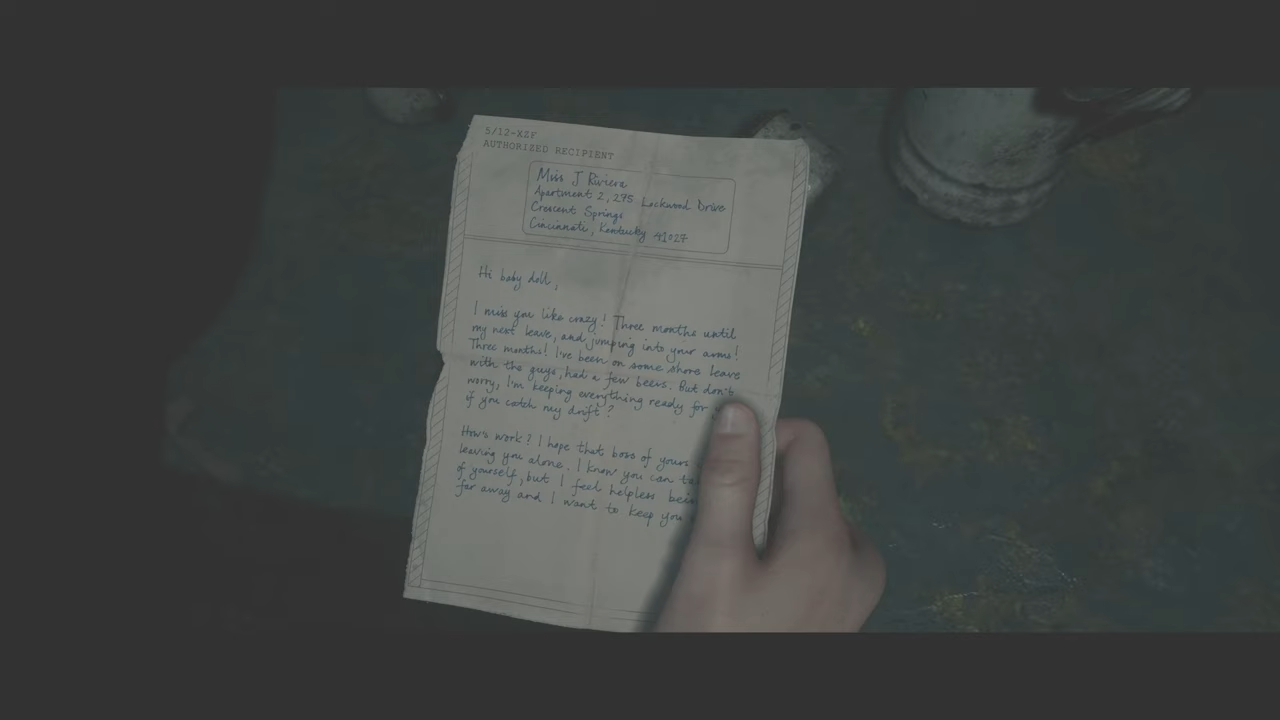 5/12-XZF
AUTHORIZED RECIPIENT
Miss J Riviera
Apartment 2, 275 Lockwood Drive
Crescent Springs
Cincinnati, Kentucky 41017
Hi baby doll,
I miss you like crazy! Three months until
my next leave, and jumping into your arms!
Three months! I've been on some shore leave
with the guys, had a few beers. But don't
worry, I'm keeping everything ready for
if you catch my drift?
How's work? I hope that boss of yours
leaving you alone. I know you can
of yourself, but I feel helpless
far away and I want to keep you